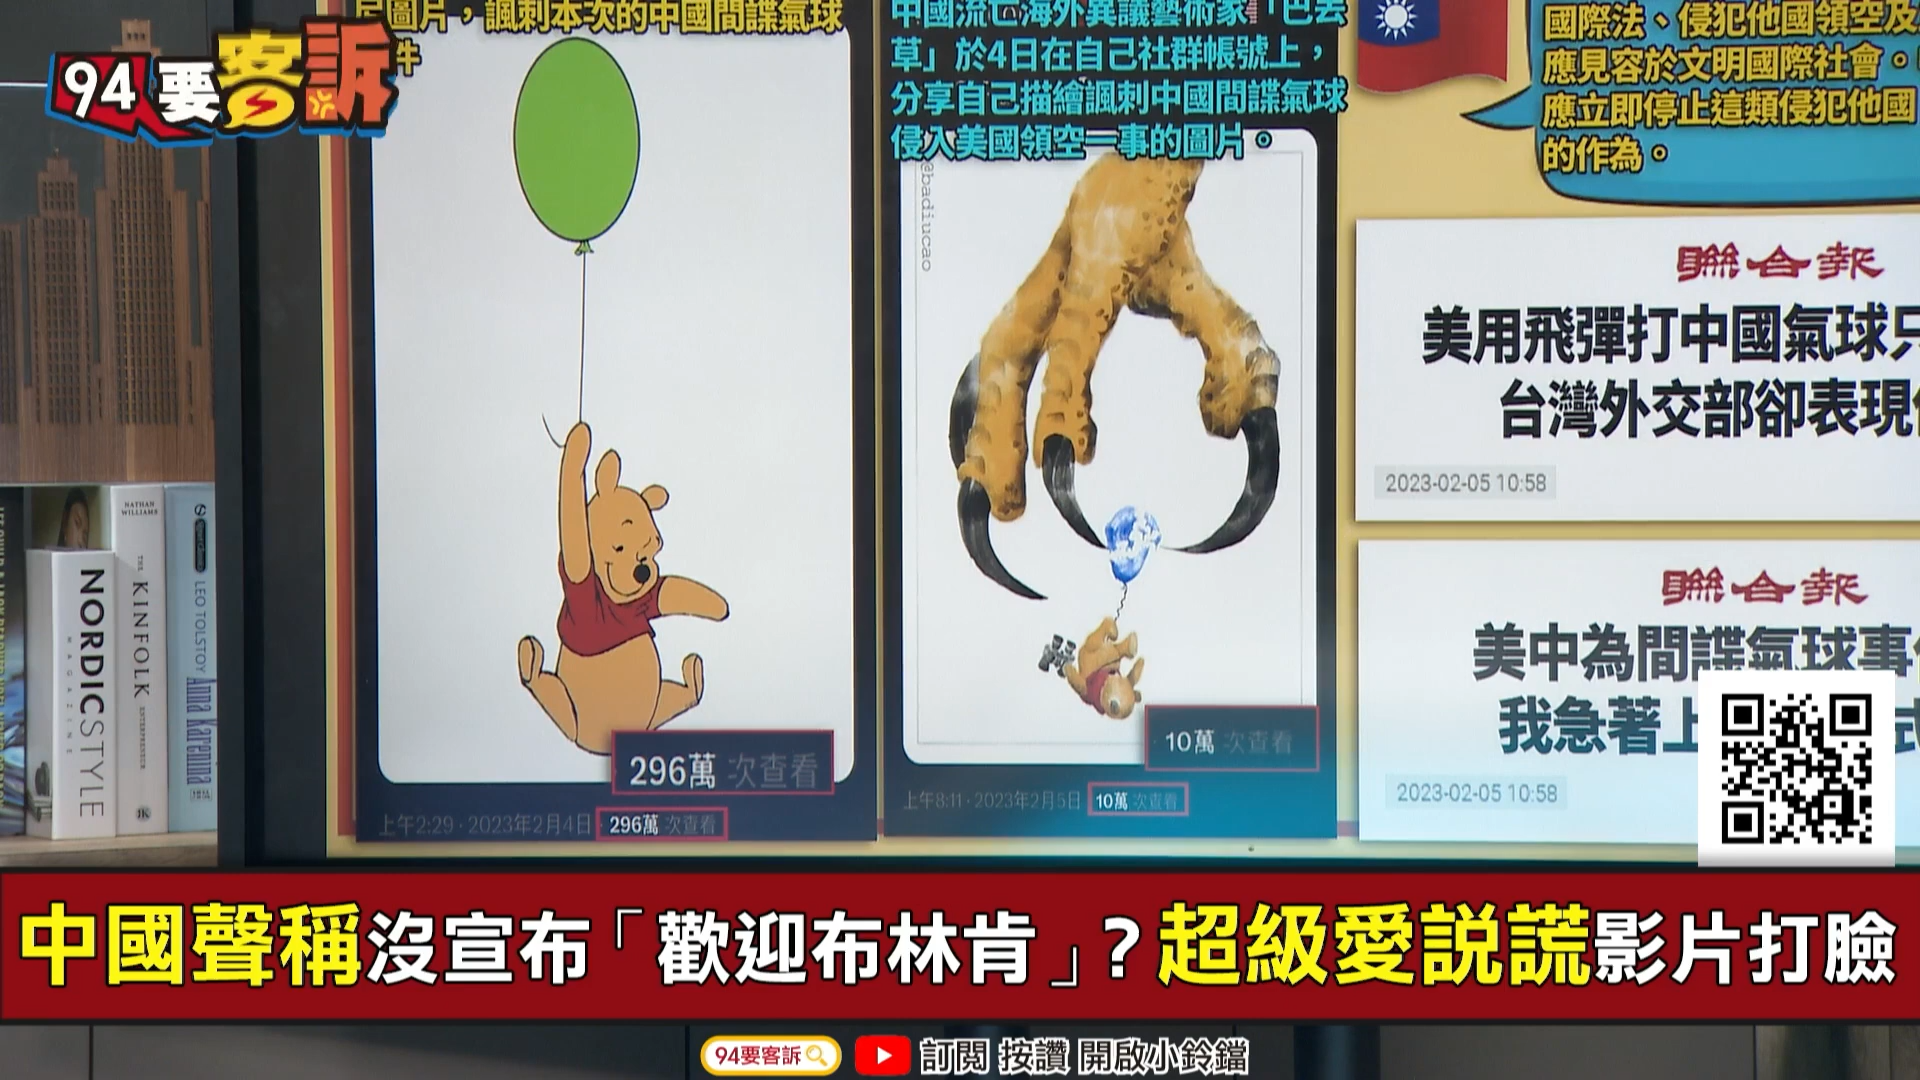 94要客訴
尼圖片，諷刺本次的中國間諜氣球
件
中國流亡海外異議藝術家「巴丟
草」於4日在自己社群帳號上，
分享自己描繪諷刺中國間諜氣球
侵入美國領空一事的圖片。
@badiucao
296萬 次查看
上午2:29·2023年2月4日
296萬 次查看
10萬 次查看
上午8:11·2023年2月5日
10萬 次查看
國際法、侵犯他國領空及
應見容於文明國際社會。
應立即停止這類侵犯他國
的作為。
聯合報
美用飛彈打中國氣球只
台灣外交部卻表現
2023-02-05 10:58
聯合報
美中為間諜氣球事
我急著上
2023-02-05 10:58
NORDICSTYLE
MAGAZINE
NATHAN
WILLIAMS
THE
KINFOLK
ENTREPRENEUR
LEO TOLSTOY
Anna Karenina
中國聲稱沒宣布「歡迎布林肯」？超級愛說謊影片打臉
94要客訴
訂閱 按讚 開啟小鈴鐺